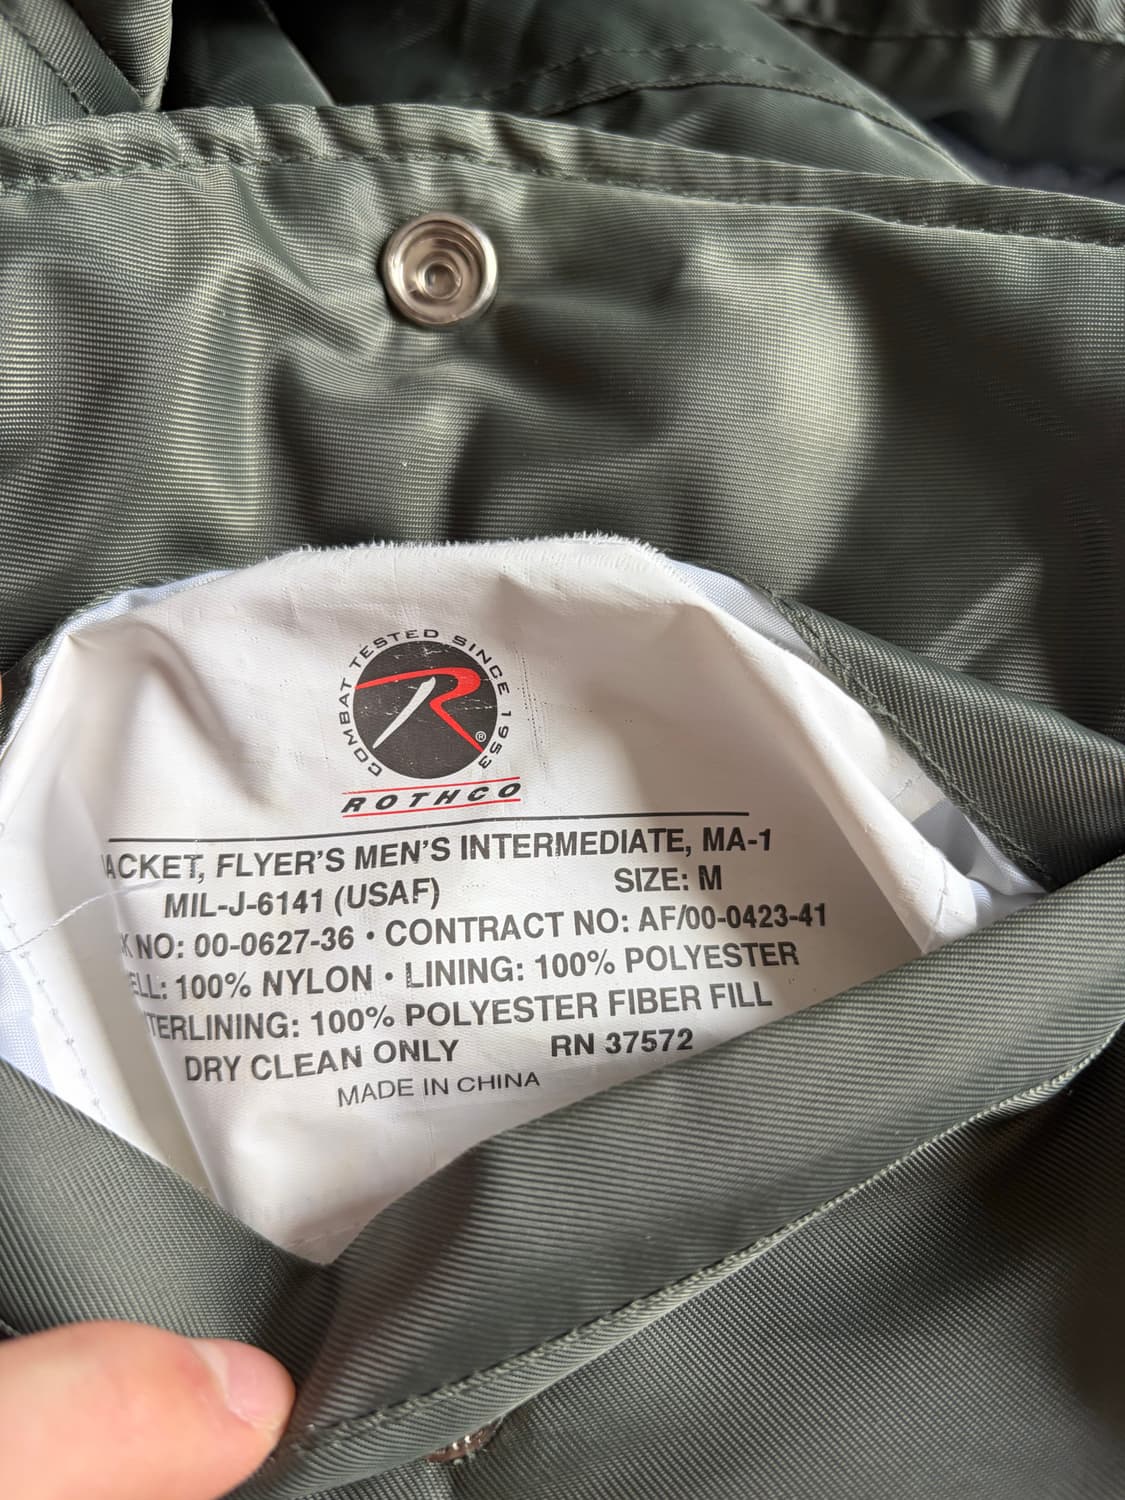 COMBAT TESTED SINCE 1953
R ®
ROTHCO
ACKET, FLYER'S MEN'S INTERMEDIATE, MA-1
MIL-J-6141 (USAF) SIZE: M
K NO: 00-0627-36 • CONTRACT NO: AF/00-0423-41
ELL: 100% NYLON • LINING: 100% POLYESTER
TERLINING: 100% POLYESTER FIBER FILL
DRY CLEAN ONLY RN 37572
MADE IN CHINA